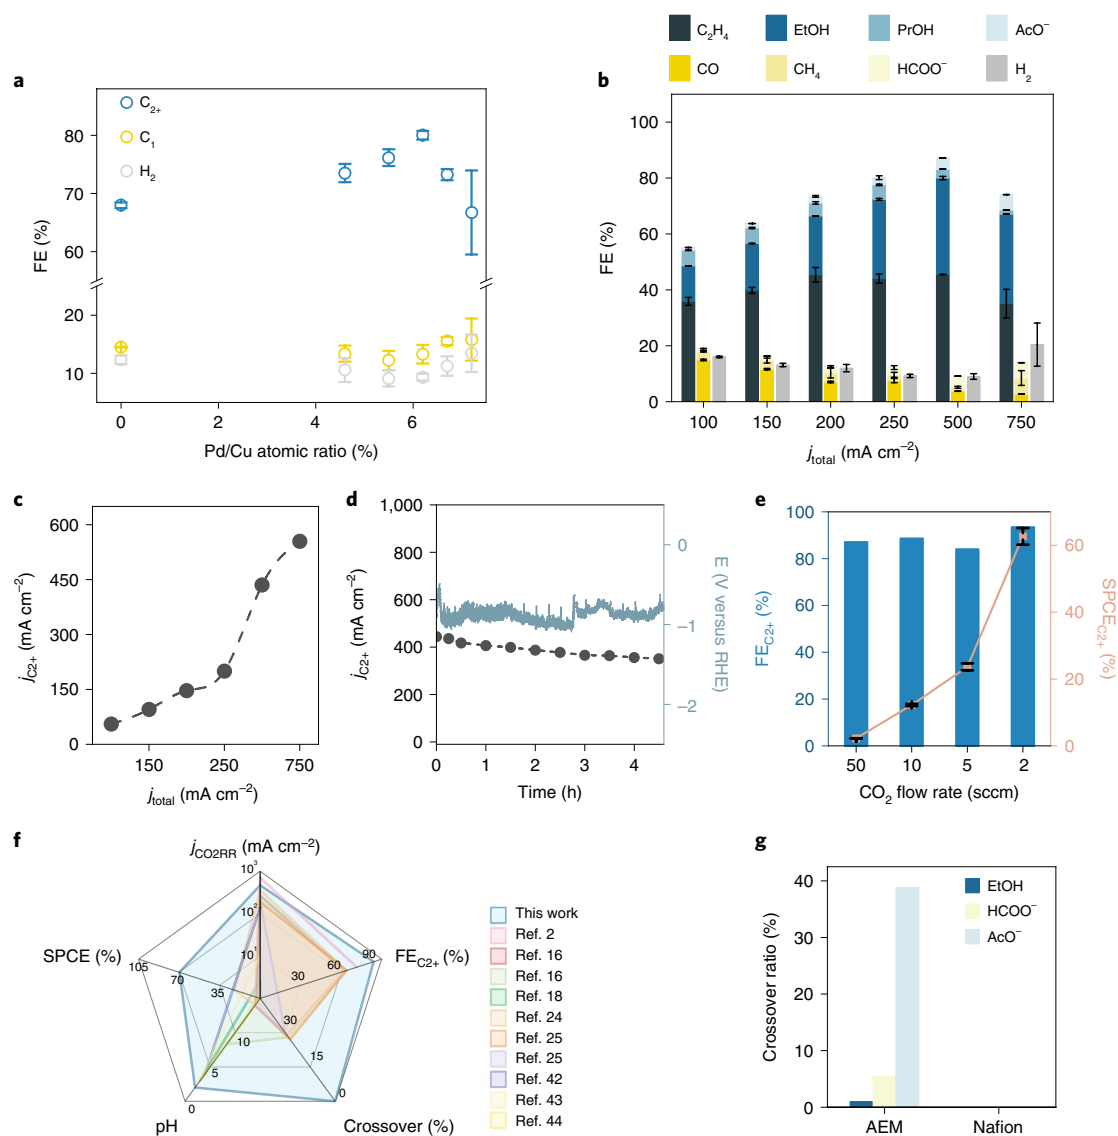 C2H4 EtOH PrOH AcO−
CO CH4 HCOO− H2
a
C2+
C1
H2
80
70
60
20
10
FE (%)
0 2 4 6
Pd/Cu atomic ratio (%)
b
100
80
60
40
20
0
FE (%)
100 150 200 250 500 750
jtotal (mA cm−2)
c
600
450
300
150
0
jC2+ (mA cm−2)
150 250 750
jtotal (mA cm−2)
d
1,000
800
600
400
200
0
jC2+ (mA cm−2)
0
−1
−2
E (V versus RHE)
0 1 2 3 4
Time (h)
e
100
80
60
40
20
0
FEC2+ (%)
60
40
20
0
SPCEC2+ (%)
50 10 5 2
CO2 flow rate (sccm)
f
jCO2RR (mA cm−2)
10^3
10^2
10^1
SPCE (%)
105
70
35
FEC2+ (%)
90
60
30
30
15
0
Crossover (%)
10
5
0
pH
This work
Ref. 2
Ref. 16
Ref. 16
Ref. 18
Ref. 24
Ref. 25
Ref. 25
Ref. 42
Ref. 43
Ref. 44
g
40
30
20
10
0
Crossover ratio (%)
EtOH
HCOO−
AcO−
AEM Nafion